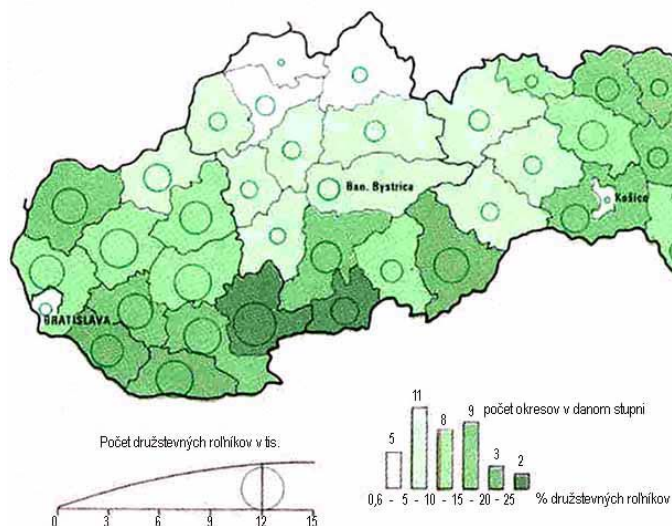 Ban. Bystrica
Košice
BRATISLAVA
11
9
8
5
3
2
počet okresov v danom stupni
0,6 - 5 - 10 - 15 - 20 - 25 % družstevných roľníkov
Počet družstevných roľníkov v tis.
0 3 6 9 12 15